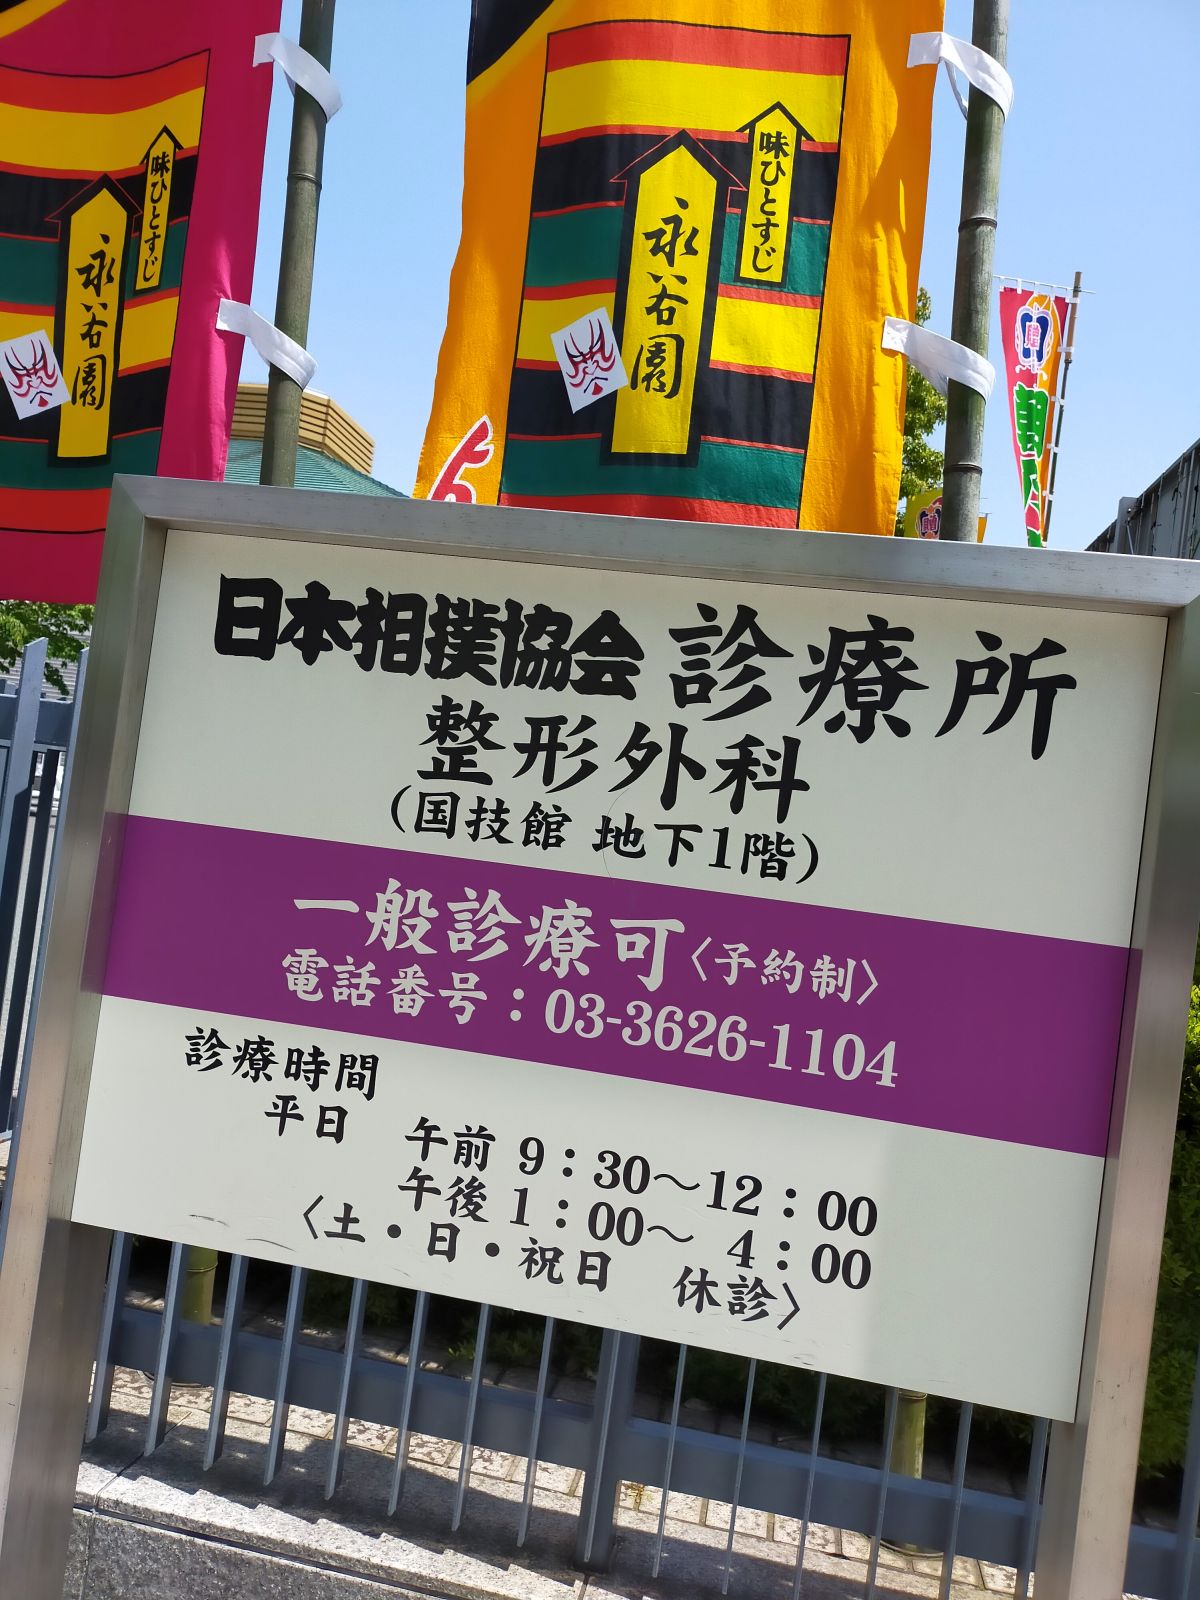 味ひとすじ
永谷園
味ひとすじ
永谷園
贈
贈
日本相撲協会 診療所
整形外科
(国技館 地下1階)
一般診療可〈予約制〉
電話番号：03-3626-1104
診療時間
平日 午前 9：30～12：00
午後 1：00～ 4：00
〈土・日・祝日 休診〉